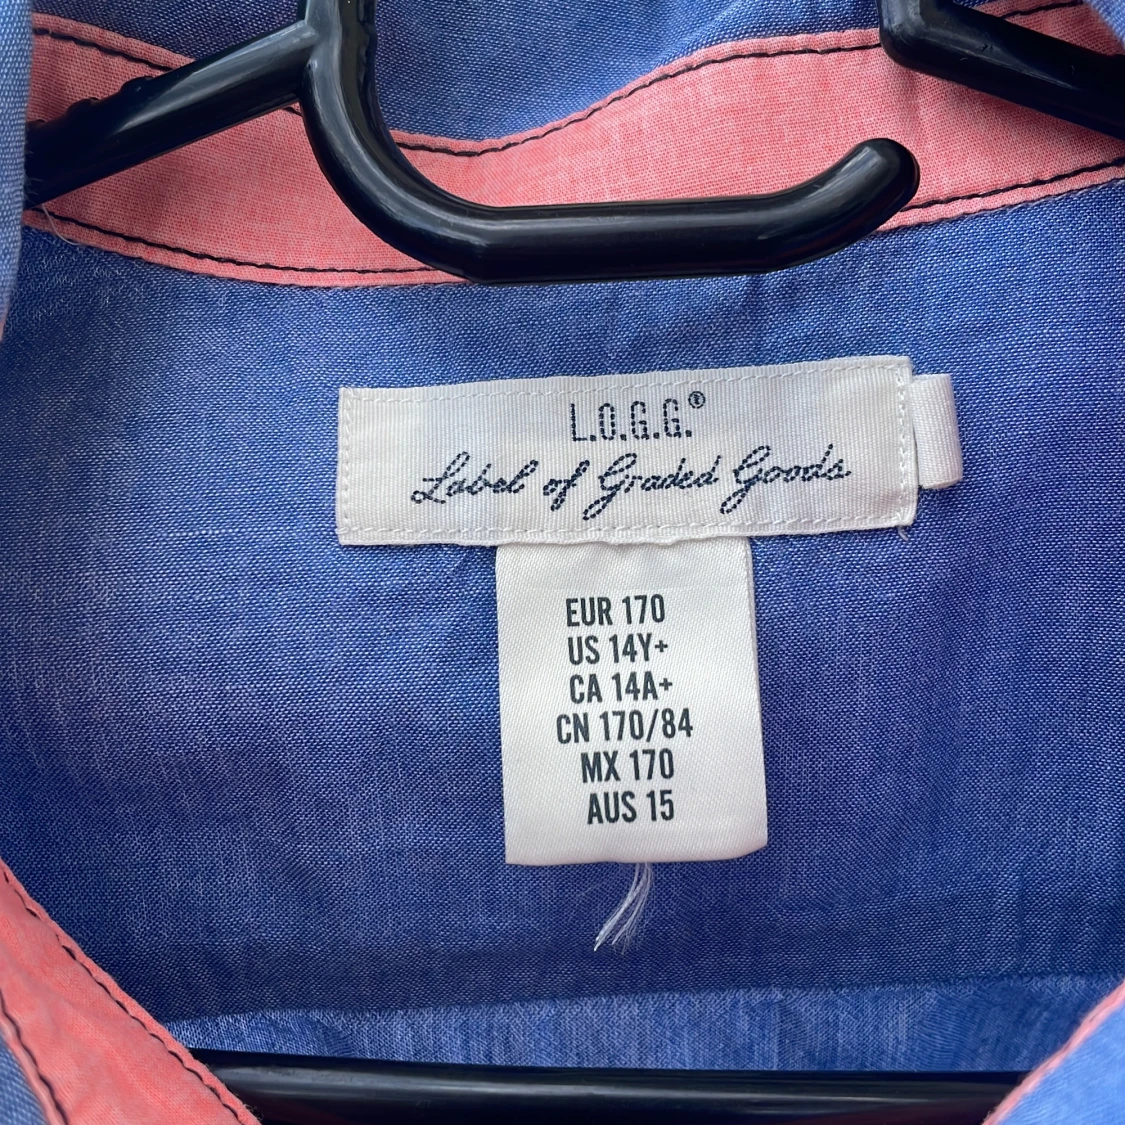 L.O.G.G.®
Label of Graded Goods
EUR 170
US 14Y+
CA 14A+
CN 170/84
MX 170
AUS 15